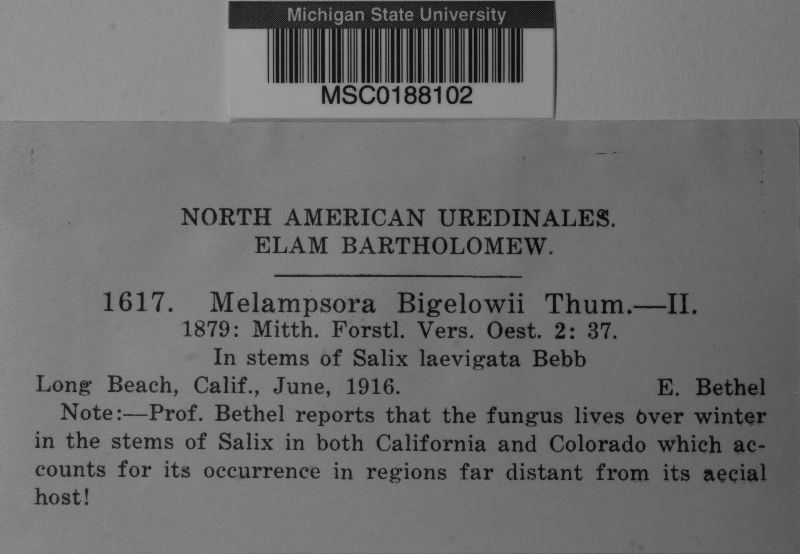 Michigan State University
MSC0188102
NORTH AMERICAN UREDINALES.
ELAM BARTHOLOMEW.
1617. Melampsora Bigelowii Thum.—II.
1879: Mitth. Forstl. Vers. Oest. 2: 37.
In stems of Salix laevigata Bebb
Long Beach, Calif., June, 1916. E. Bethel
Note:—Prof. Bethel reports that the fungus lives over winter
in the stems of Salix in both California and Colorado which ac-
counts for its occurrence in regions far distant from its aecial
host!